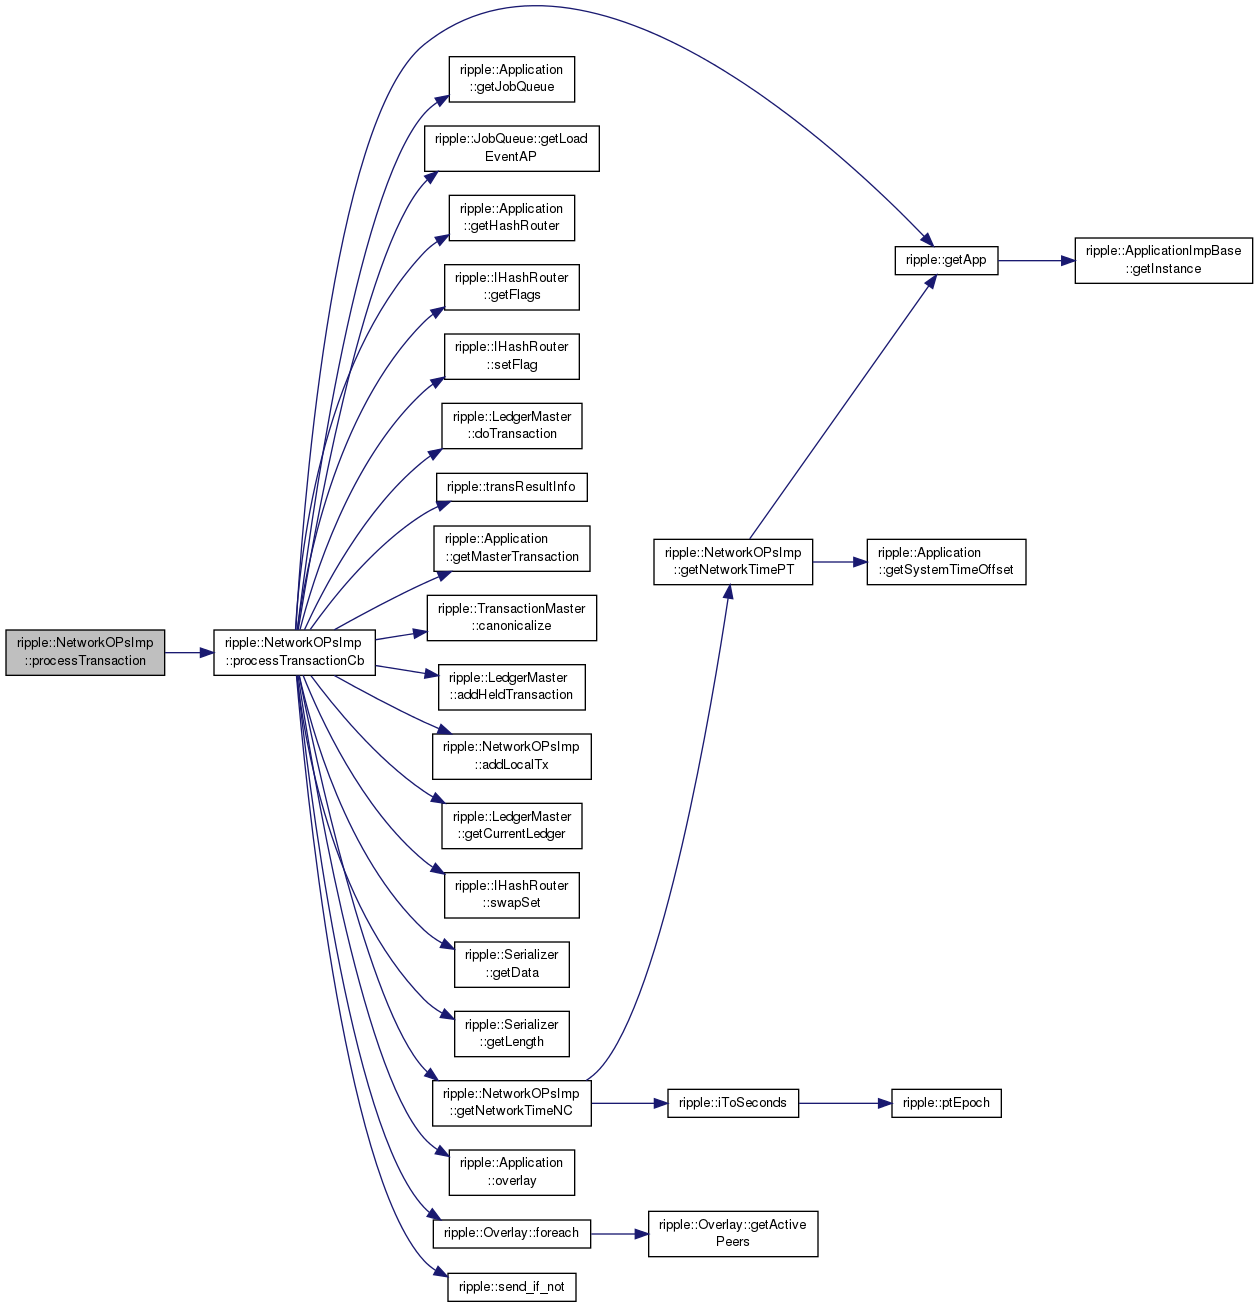 ripple::Application
::getJobQueue
ripple::JobQueue::getLoad
EventAP
ripple::Application
::getHashRouter
ripple::IHashRouter
::getFlags
ripple::IHashRouter
::setFlag
ripple::LedgerMaster
::doTransaction
ripple::transResultInfo
ripple::Application
::getMasterTransaction
ripple::TransactionMaster
::canonicalize
ripple::NetworkOPsImp
::processTransaction
ripple::NetworkOPsImp
::processTransactionCb
ripple::LedgerMaster
::addHeldTransaction
ripple::NetworkOPsImp
::addLocalTx
ripple::LedgerMaster
::getCurrentLedger
ripple::IHashRouter
::swapSet
ripple::Serializer
::getData
ripple::Serializer
::getLength
ripple::NetworkOPsImp
::getNetworkTimeNC
ripple::Application
::overlay
ripple::Overlay::foreach
ripple::send_if_not
ripple::getApp
ripple::ApplicationImpBase
::getInstance
ripple::NetworkOPsImp
::getNetworkTimePT
ripple::Application
::getSystemTimeOffset
ripple::iToSeconds
ripple::ptEpoch
ripple::Overlay::getActive
Peers